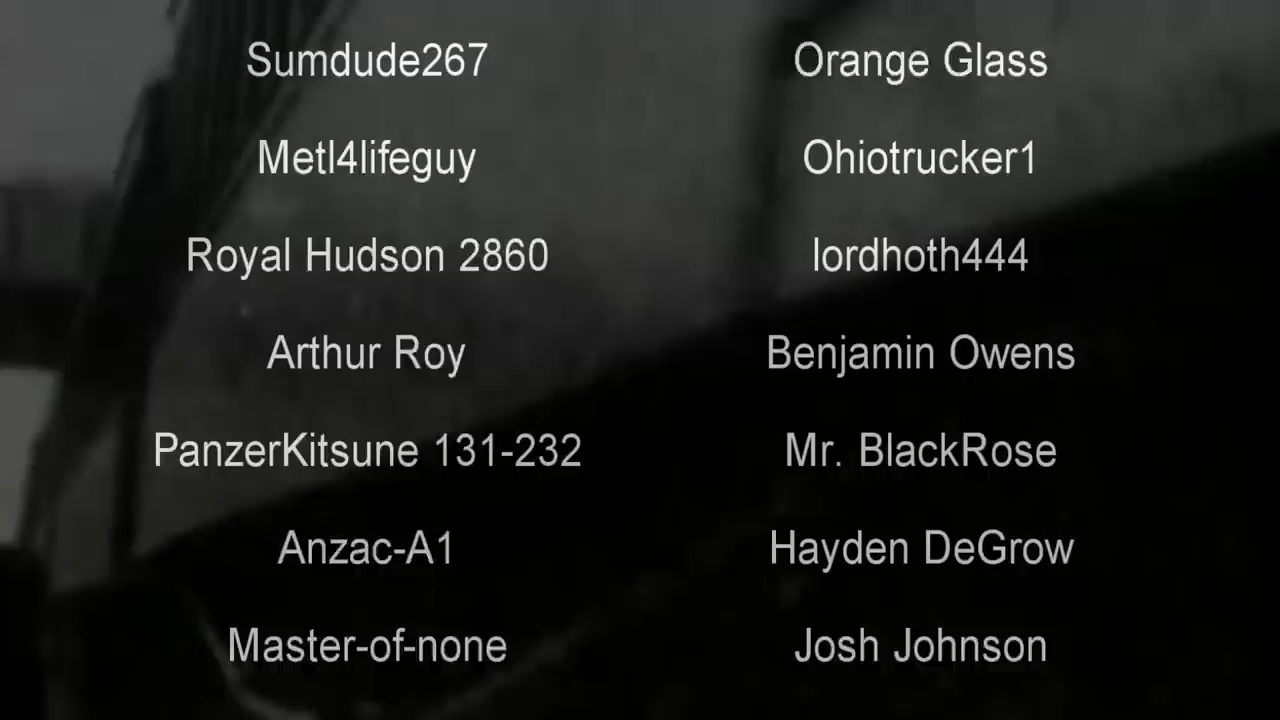 Sumdude267
Orange Glass
Metl4lifeguy
Ohiotrucker1
Royal Hudson 2860
lordhoth444
Arthur Roy
Benjamin Owens
PanzerKitsune 131-232
Mr. BlackRose
Anzac-A1
Hayden DeGrow
Master-of-none
Josh Johnson